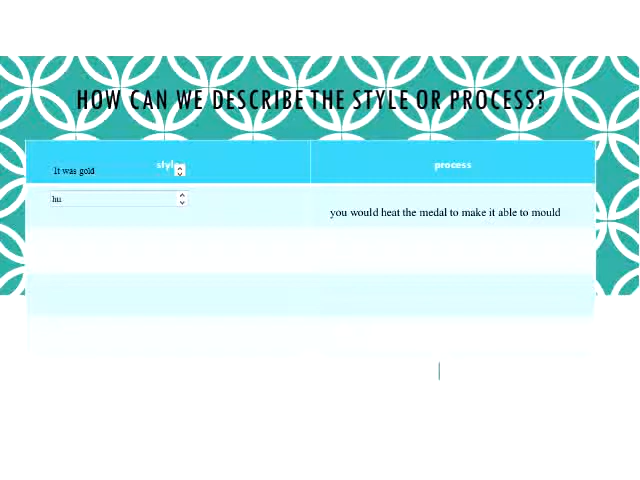 HOW CAN WE DESCRIBE THE STYLE OR PROCESS?
style process
It was gold
hu
you would heat the medal to make it able to mould